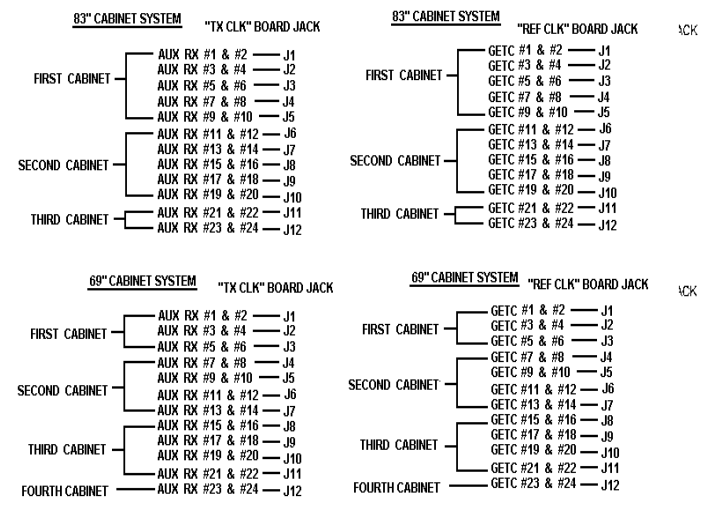 83" CABINET SYSTEM
"TX CLK" BOARD JACK
AUX RX #1 & #2 J1
AUX RX #3 & #4 J2
FIRST CABINET
AUX RX #5 & #6 J3
AUX RX #7 & #8 J4
AUX RX #9 & #10 J5
AUX RX #11 & #12 J6
AUX RX #13 & #14 J7
SECOND CABINET
AUX RX #15 & #16 J8
AUX RX #17 & #18 J9
AUX RX #19 & #20 J10
THIRD CABINET
AUX RX #21 & #22 J11
AUX RX #23 & #24 J12
83" CABINET SYSTEM
"REF CLK" BOARD JACK
GETC #1 & #2 J1
GETC #3 & #4 J2
FIRST CABINET
GETC #5 & #6 J3
GETC #7 & #8 J4
GETC #9 & #10 J5
GETC #11 & #12 J6
GETC #13 & #14 J7
SECOND CABINET
GETC #15 & #16 J8
GETC #17 & #18 J9
GETC #19 & #20 J10
THIRD CABINET
GETC #21 & #22 J11
GETC #23 & #24 J12
69" CABINET SYSTEM
"TX CLK" BOARD JACK
AUX RX #1 & #2 J1
FIRST CABINET
AUX RX #3 & #4 J2
AUX RX #5 & #6 J3
AUX RX #7 & #8 J4
AUX RX #9 & #10 J5
SECOND CABINET
AUX RX #11 & #12 J6
AUX RX #13 & #14 J7
AUX RX #15 & #16 J8
AUX RX #17 & #18 J9
THIRD CABINET
AUX RX #19 & #20 J10
AUX RX #21 & #22 J11
FOURTH CABINET AUX RX #23 & #24 J12
69" CABINET SYSTEM
"REF CLK" BOARD JACK
GETC #1 & #2 J1
FIRST CABINET
GETC #3 & #4 J2
GETC #5 & #6 J3
GETC #7 & #8 J4
GETC #9 & #10 J5
SECOND CABINET
GETC #11 & #12 J6
GETC #13 & #14 J7
GETC #15 & #16 J8
GETC #17 & #18 J9
THIRD CABINET
GETC #19 & #20 J10
GETC #21 & #22 J11
FOURTH CABINET GETC #23 & #24 J12